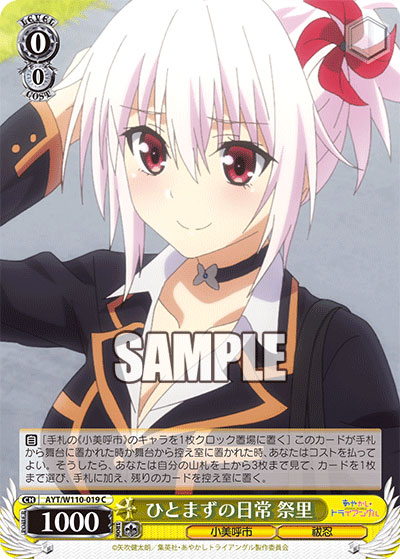 LEVEL
0
0
COST
SAMPLE
自【[手札の《小美呼市》のキャラを1枚クロック置場に置く] このカードが手札
から舞台に置かれた時か舞台から控え室に置かれた時、あなたはコストを払ってよい。そうしたら、あなたは自分の山札を上から3枚まで見て、カードを1枚
まで選び、手札に加え、残りのカードを控え室に置く。
CH AYT/W110-019 C
ひとまずの日常 祭里
あやかしトライアングル
1000
小美呼市
祓忍
©矢吹健太朗／集英社・あやかしトライアングル製作委員会